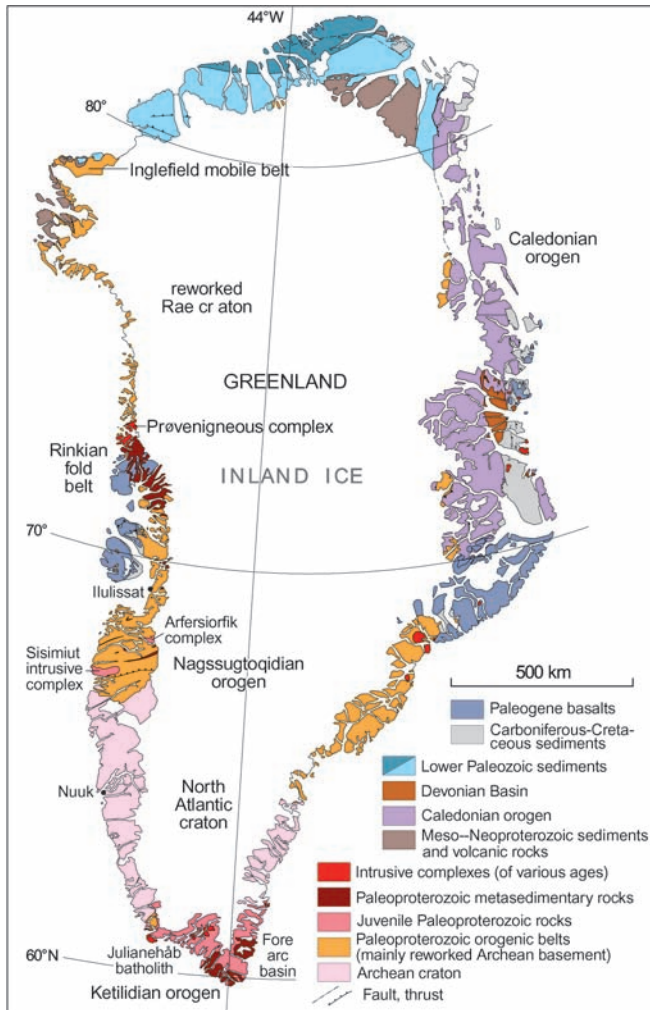 44°W
80°
Inglefield mobile belt
Caledonian
orogen
reworked
Rae cr aton
GREENLAND
Prøvenigneous complex
Rinkian
fold
belt
INLAND ICE
70°
Ilulissat
Arfersiorfik
complex
Sisimiut
intrusive
complex
Nagssugtoqidian
orogen
500 km
Paleogene basalts
Carboniferous-Creta-
ceous sediments
Lower Paleozoic sediments
Devonian Basin
Caledonian orogen
Meso--Neoproterozoic sediments
and volcanic rocks
Nuuk
North
Atlantic
craton
Intrusive complexes (of various ages)
Paleoproterozoic metasedimentary rocks
Juvenile Paleoproterozoic rocks
Paleoproterozoic orogenic belts
(mainly reworked Archean basement)
Archean craton
Fault, thrust
60°N
Julianehåb
batholith
Fore
arc
basin
Ketilidian orogen